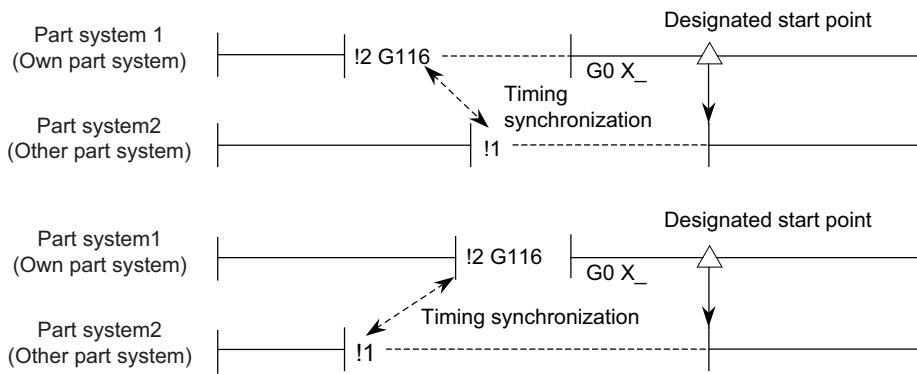 Designated start point
Part system 1
(Own part system)
!2 G116
G0 X_
Timing
synchronization
Part system2
(Other part system)
!1
Designated start point
Part system1
(Own part system)
!2 G116
G0 X_
Timing synchronization
Part system2
(Other part system)
!1